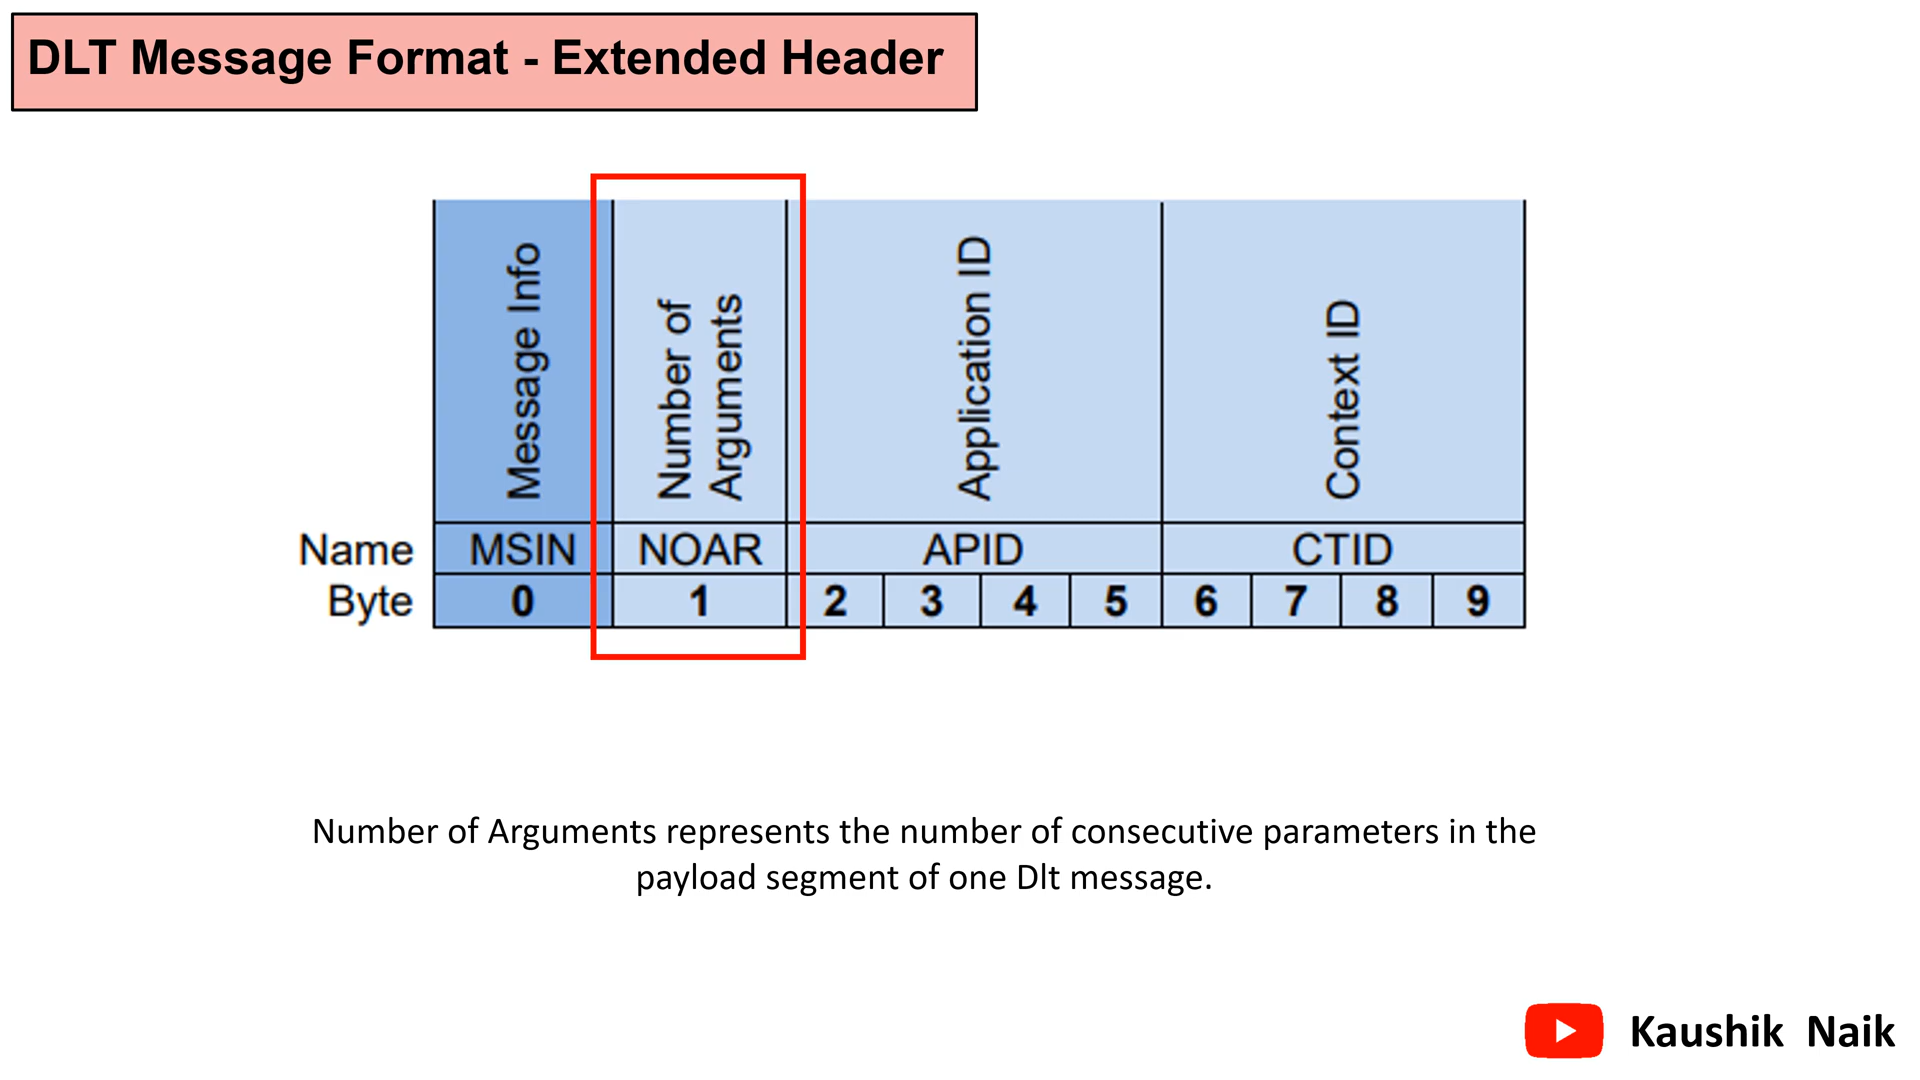 DLT Message Format - Extended Header
Message Info
Number of
Arguments
Application ID
Context ID
Name MSIN NOAR APID CTID
Byte 0 1 2 3 4 5 6 7 8 9
Number of Arguments represents the number of consecutive parameters in the
payload segment of one Dlt message.
Kaushik Naik